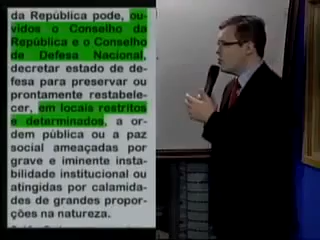 da República pode, ou-
vidos o Conselho da
República e o Conselho
de Defesa Nacional,
decretar estado de de-
fesa para preservar ou
prontamente restabele-
cer, em locais restritos
e determinados, a or-
dem pública ou a paz
social ameaçadas por
grave e iminente insta-
bilidade institucional ou
atingidas por calamida-
des de grandes propor-
ções na natureza.